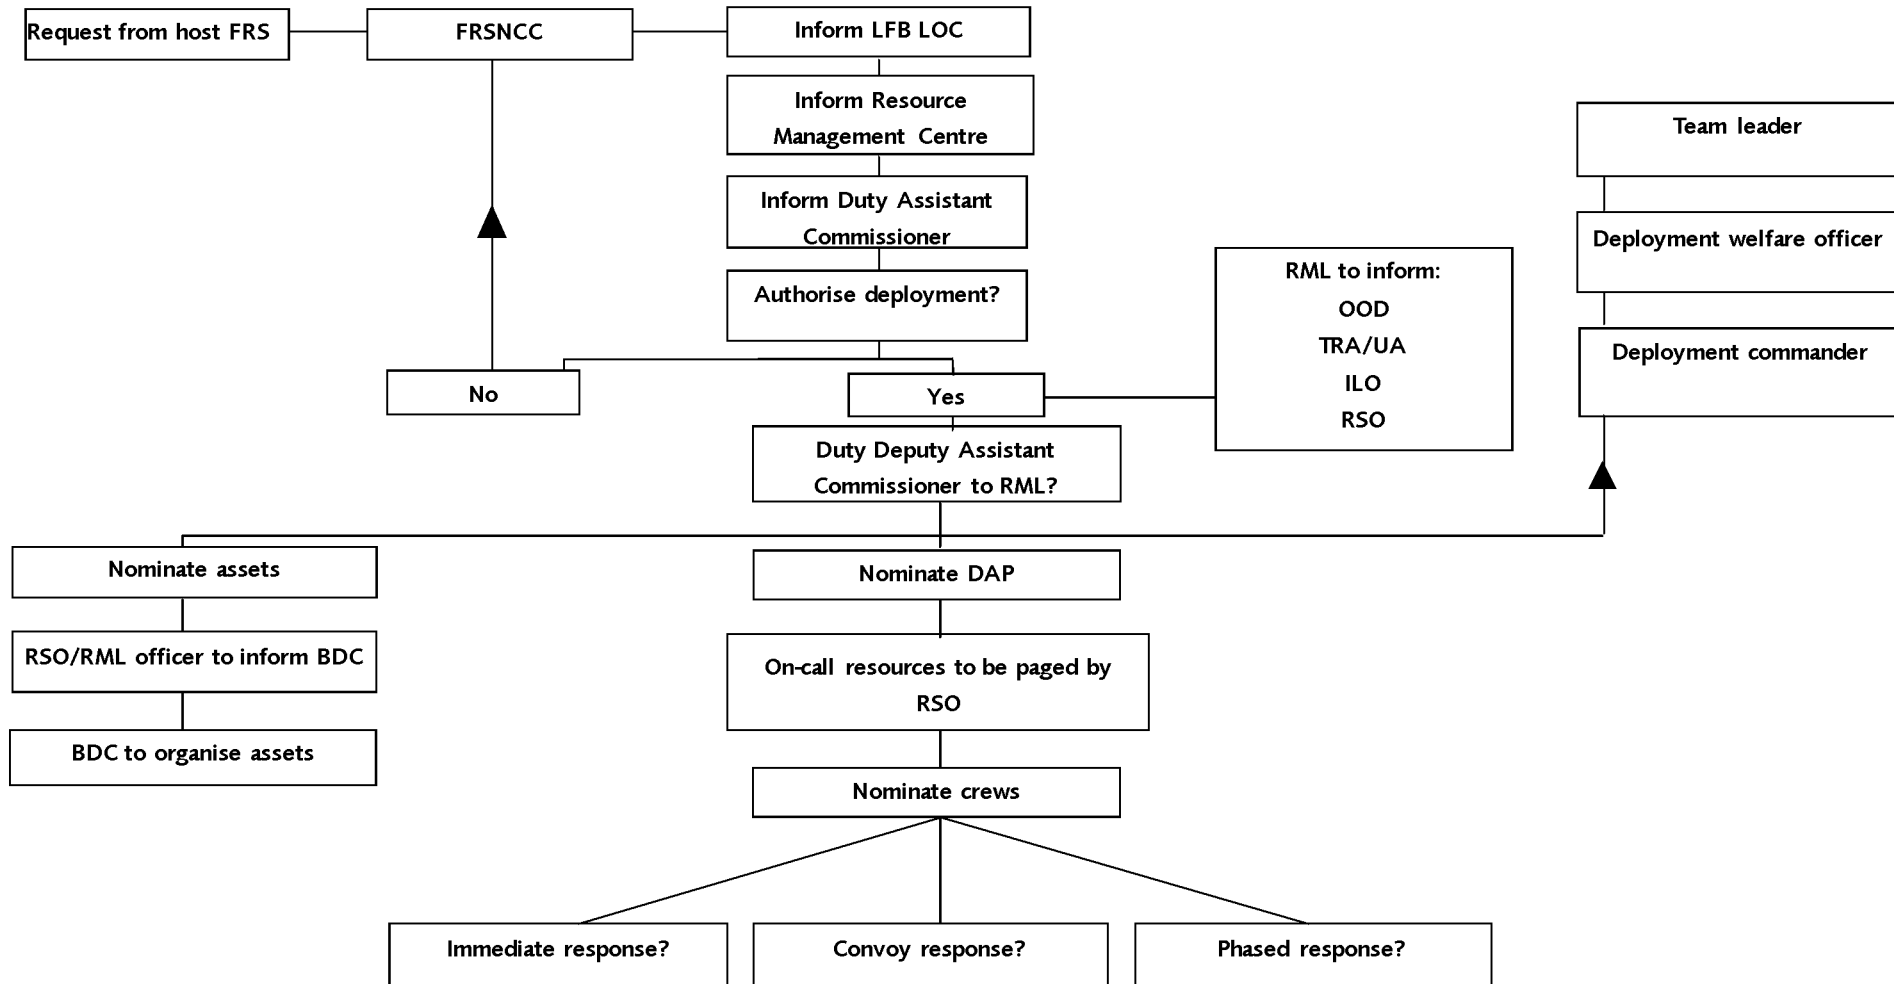 Request from host FRS
FRSNCC
Inform LFB LOC
Inform Resource
Management Centre
Inform Duty Assistant
Commissioner
Authorise deployment?
No
Yes
RML to inform:
OOD
TRA/UA
ILO
RSO
Team leader
Deployment welfare officer
Deployment commander
Duty Deputy Assistant
Commissioner to RML?
Nominate assets
RSO/RML officer to inform BDC
BDC to organise assets
Nominate DAP
On-call resources to be paged by
RSO
Nominate crews
Immediate response?
Convoy response?
Phased response?